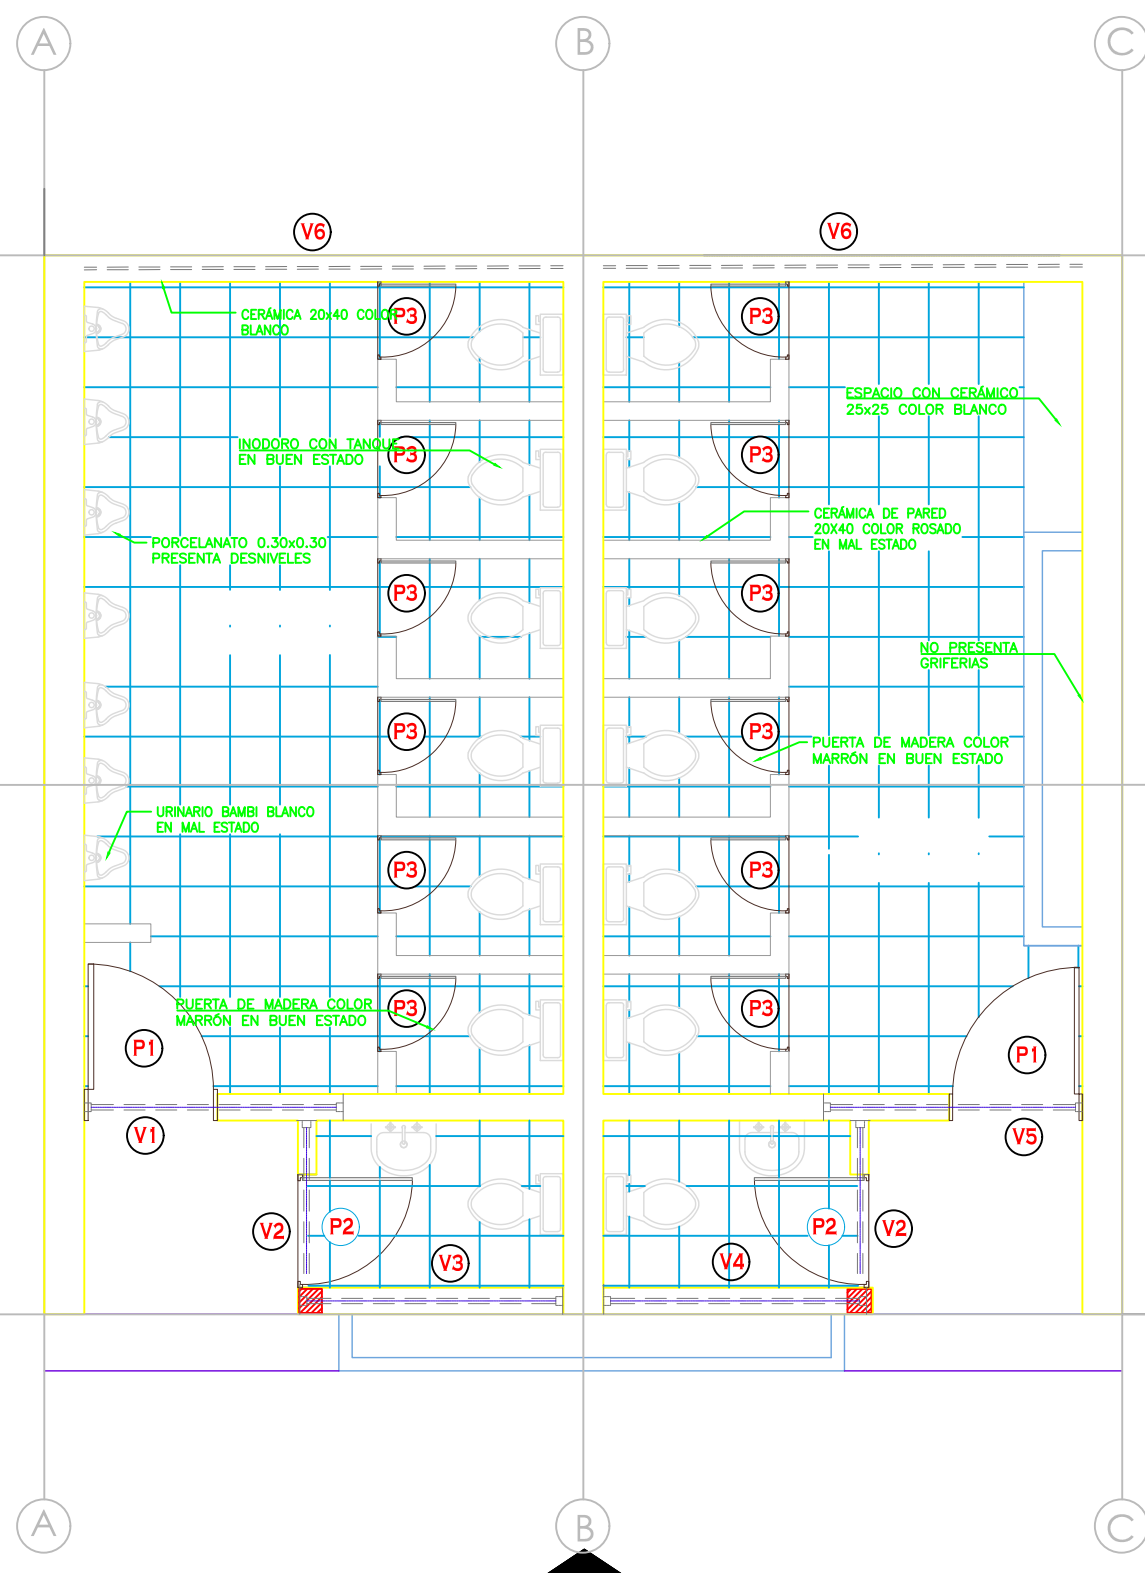 A
B
C
V6
V6
CERÁMICA 20x40 COLOR
BLANCO
P3
P3
ESPACIO CON CERÁMICO
25x25 COLOR BLANCO
INODORO CON TANQUE
EN BUEN ESTADO
P3
P3
CERÁMICA DE PARED
20X40 COLOR ROSADO
EN MAL ESTADO
PORCELANATO 0.30x0.30
PRESENTA DESNIVELES
P3
P3
NO PRESENTA
GRIFERIAS
P3
P3
PUERTA DE MADERA COLOR
MARRÓN EN BUEN ESTADO
URINARIO BAMBI BLANCO
EN MAL ESTADO
P3
P3
PUERTA DE MADERA COLOR
MARRÓN EN BUEN ESTADO
P3
P3
P1
P1
V1
V5
V2
P2
P2
V2
V3
V4
A
B
C